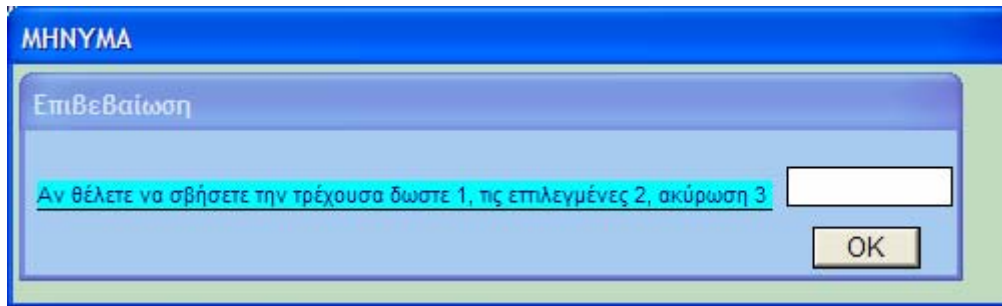 ΜΗΝΥΜΑ
Επιβεβαίωση
Αν θέλετε να σβήσετε την τρέχουσα δωστε 1, τις επιλεγμένες 2, ακύρωση 3
OK